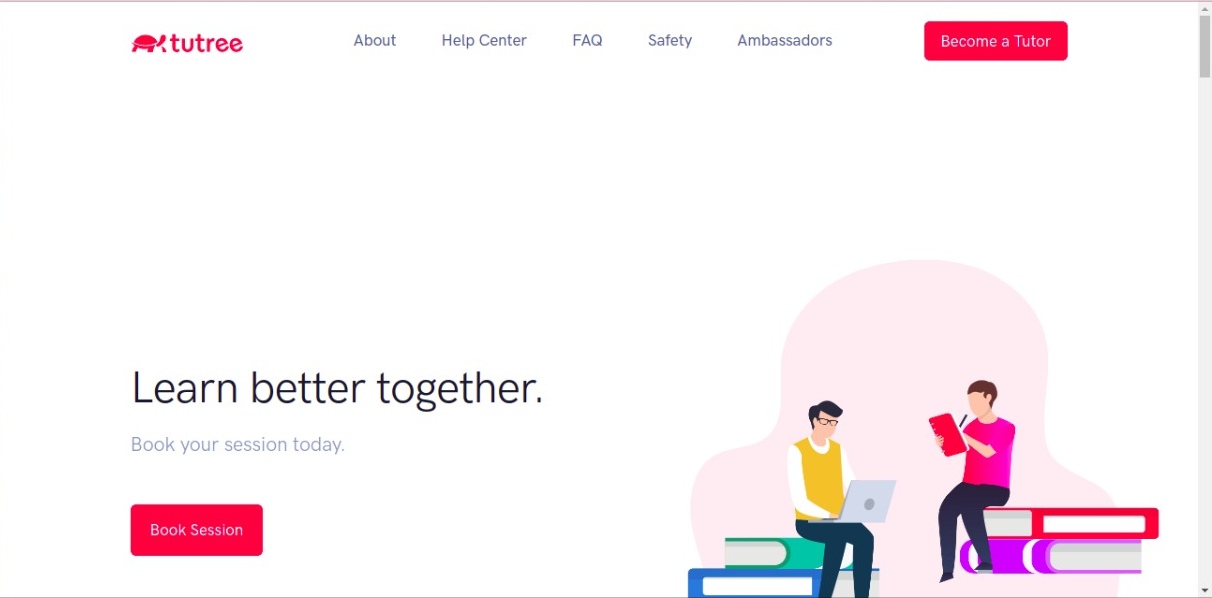 tutree
About
Help Center
FAQ
Safety
Ambassadors
Become a Tutor
Learn better together.
Book your session today.
Book Session